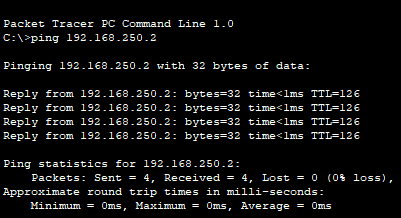 Packet Tracer PC Command Line 1.0
C:\>ping 192.168.250.2
Pinging 192.168.250.2 with 32 bytes of data:
Reply from 192.168.250.2: bytes=32 time<1ms TTL=126
Reply from 192.168.250.2: bytes=32 time<1ms TTL=126
Reply from 192.168.250.2: bytes=32 time<1ms TTL=126
Reply from 192.168.250.2: bytes=32 time<1ms TTL=126
Ping statistics for 192.168.250.2:
Packets: Sent = 4, Received = 4, Lost = 0 (0% loss),
Approximate round trip times in milli-seconds:
Minimum = 0ms, Maximum = 0ms, Average = 0ms